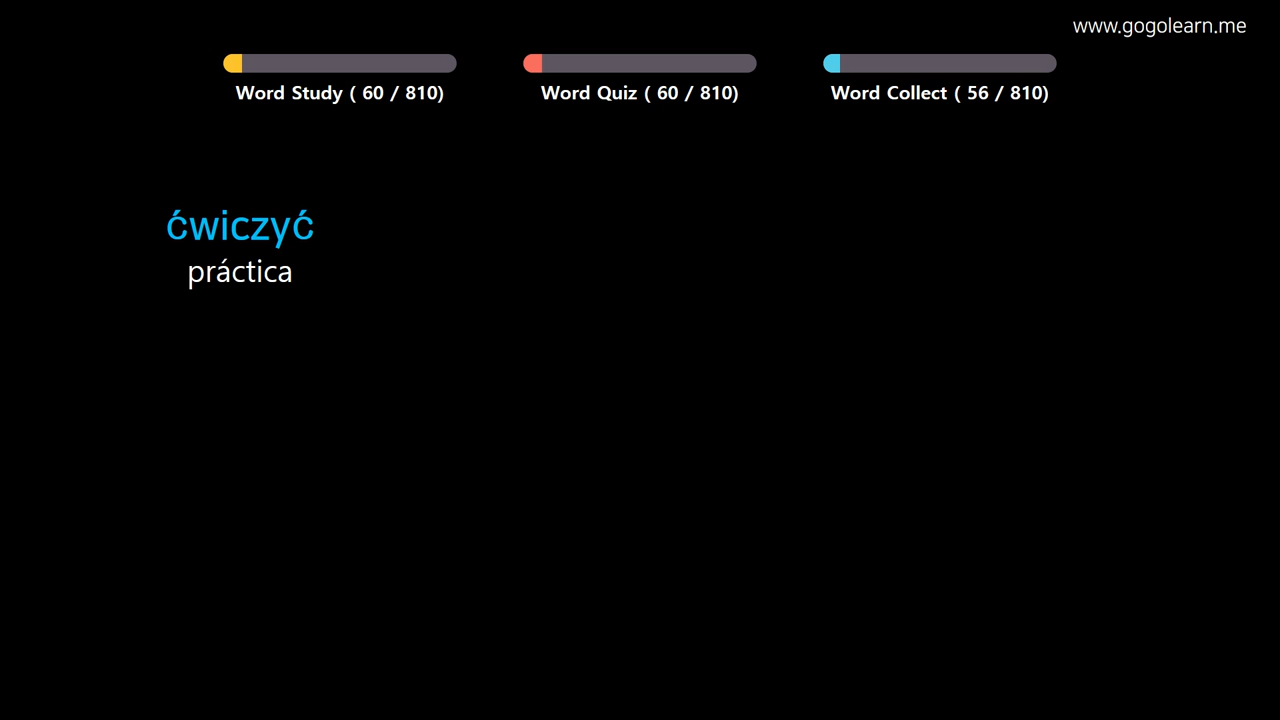 www.gogolearn.me
Word Study ( 60 / 810)
Word Quiz ( 60 / 810)
Word Collect ( 56 / 810)
ćwiczyć
práctica